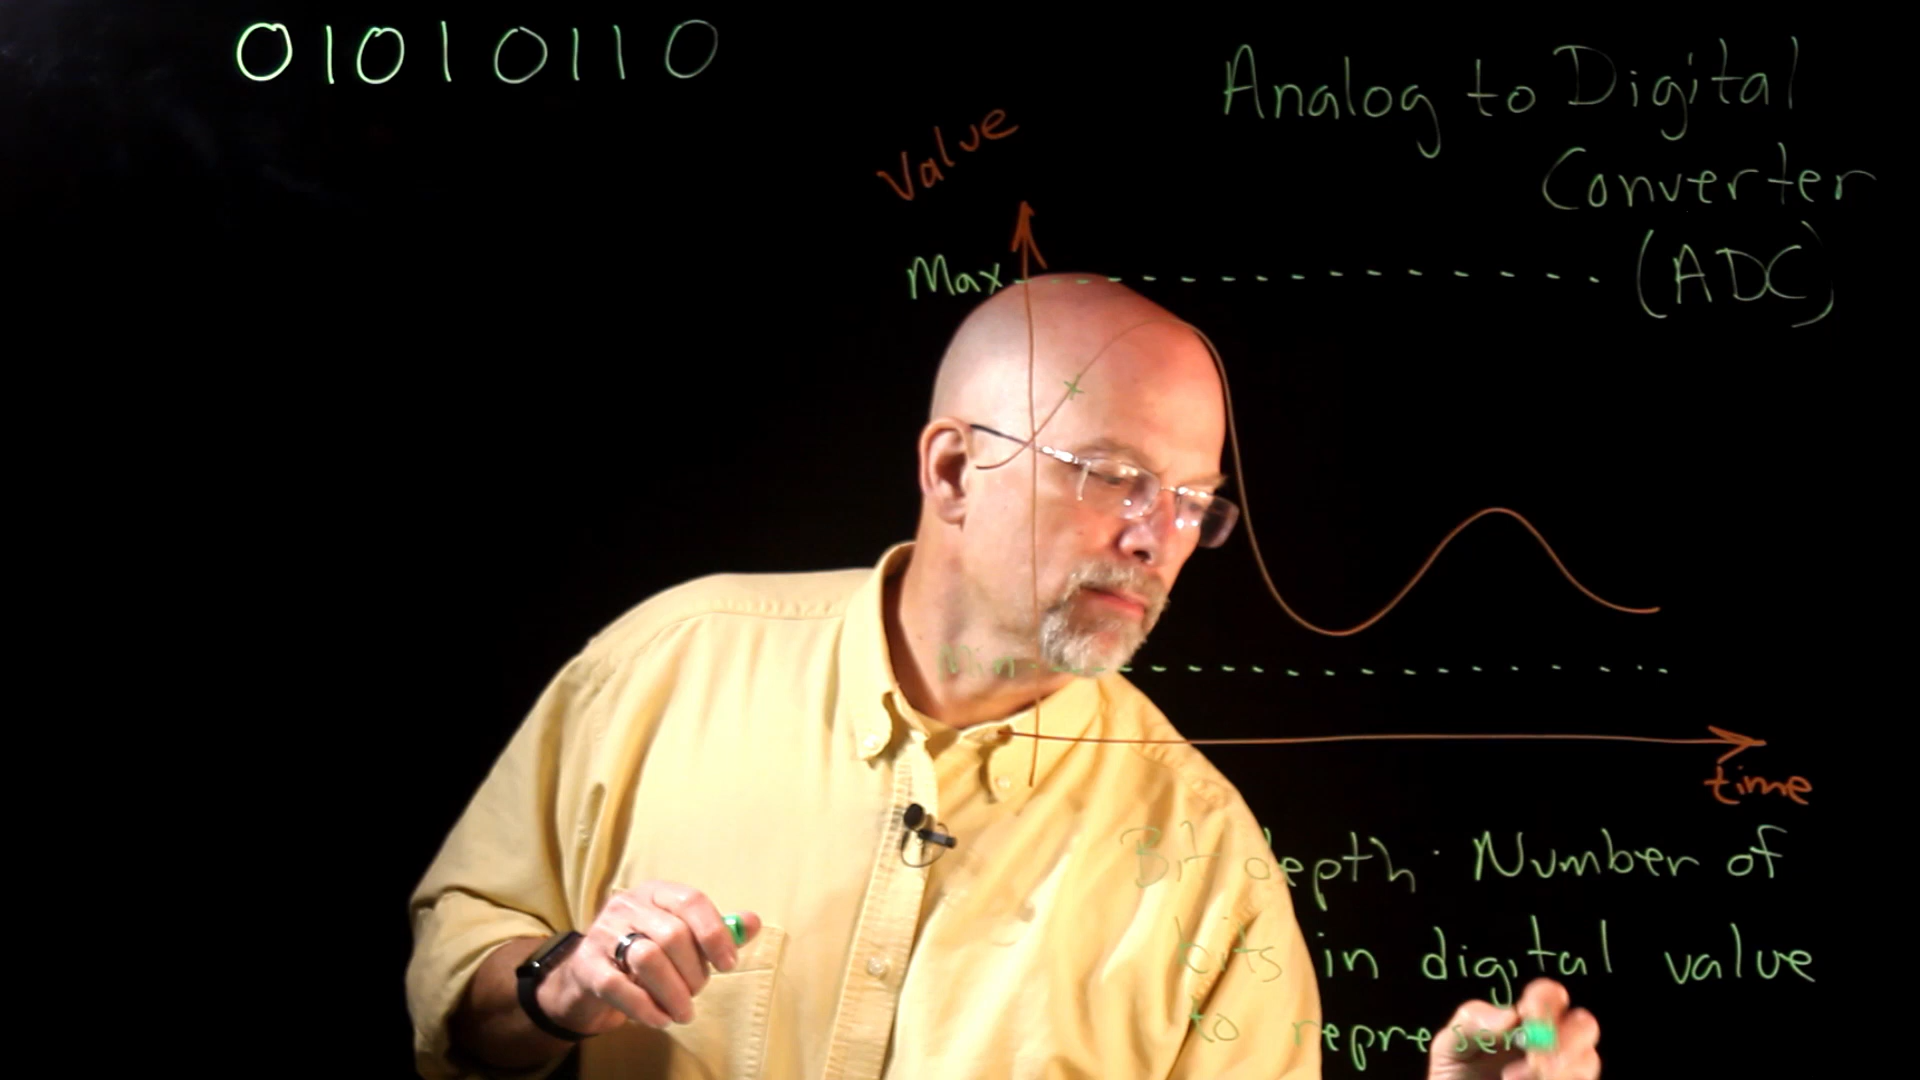 01010110
Analog to Digital
Converter
(ADC)
Value
Max
Min
time
Bit depth: Number of
bits in digital value
to represen